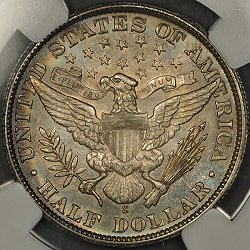 UNITED STATES OF AMERICA
E PLURIBUS UNUM
S
HALF DOLLAR